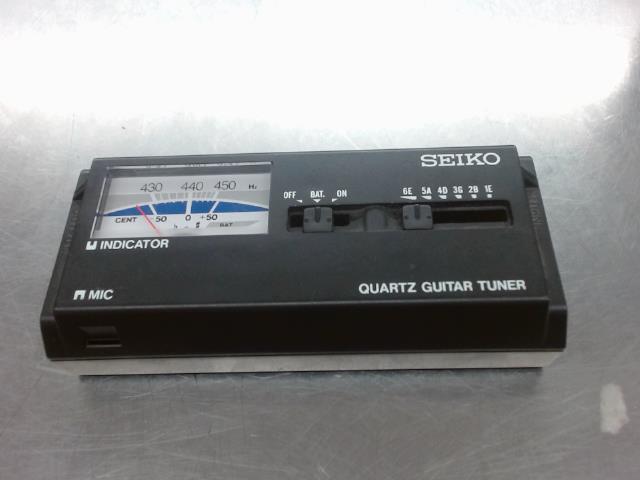 SEIKO
430 440 450 Hz
CENT 50 0 +50
BAT
INDICATOR
OFF BAT. ON
6E 5A 4D 3G 2B 1E
MIC
QUARTZ GUITAR TUNER